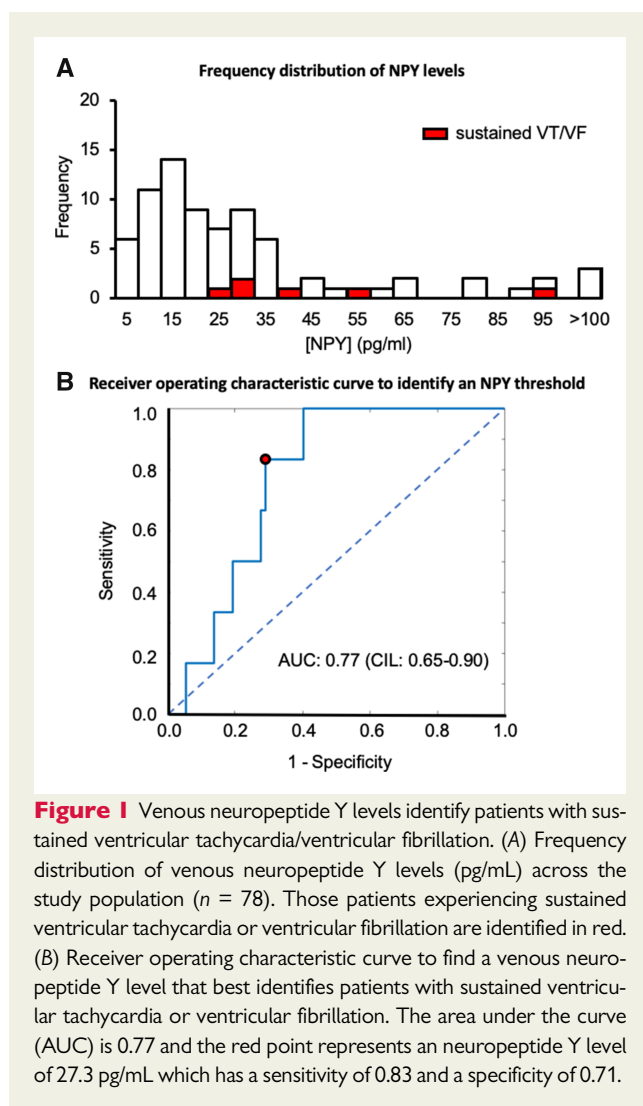 A
Frequency distribution of NPY levels
20
15
10
5
0
Frequency
sustained VT/VF
5 15 25 35 45 55 65 75 85 95 >100
[NPY] (pg/ml)
B Receiver operating characteristic curve to identify an NPY threshold
1.0
0.8
0.6
0.4
0.2
0.0
Sensitivity
AUC: 0.77 (CIL: 0.65-0.90)
0.0 0.2 0.4 0.6 0.8 1.0
1 - Specificity
Figure 1 Venous neuropeptide Y levels identify patients with sus-
tained ventricular tachycardia/ventricular fibrillation. (A) Frequency
distribution of venous neuropeptide Y levels (pg/mL) across the
study population (n = 78). Those patients experiencing sustained
ventricular tachycardia or ventricular fibrillation are identified in red.
(B) Receiver operating characteristic curve to find a venous neuro-
peptide Y level that best identifies patients with sustained ventricu-
lar tachycardia or ventricular fibrillation. The area under the curve
(AUC) is 0.77 and the red point represents an neuropeptide Y level
of 27.3 pg/mL which has a sensitivity of 0.83 and a specificity of 0.71.